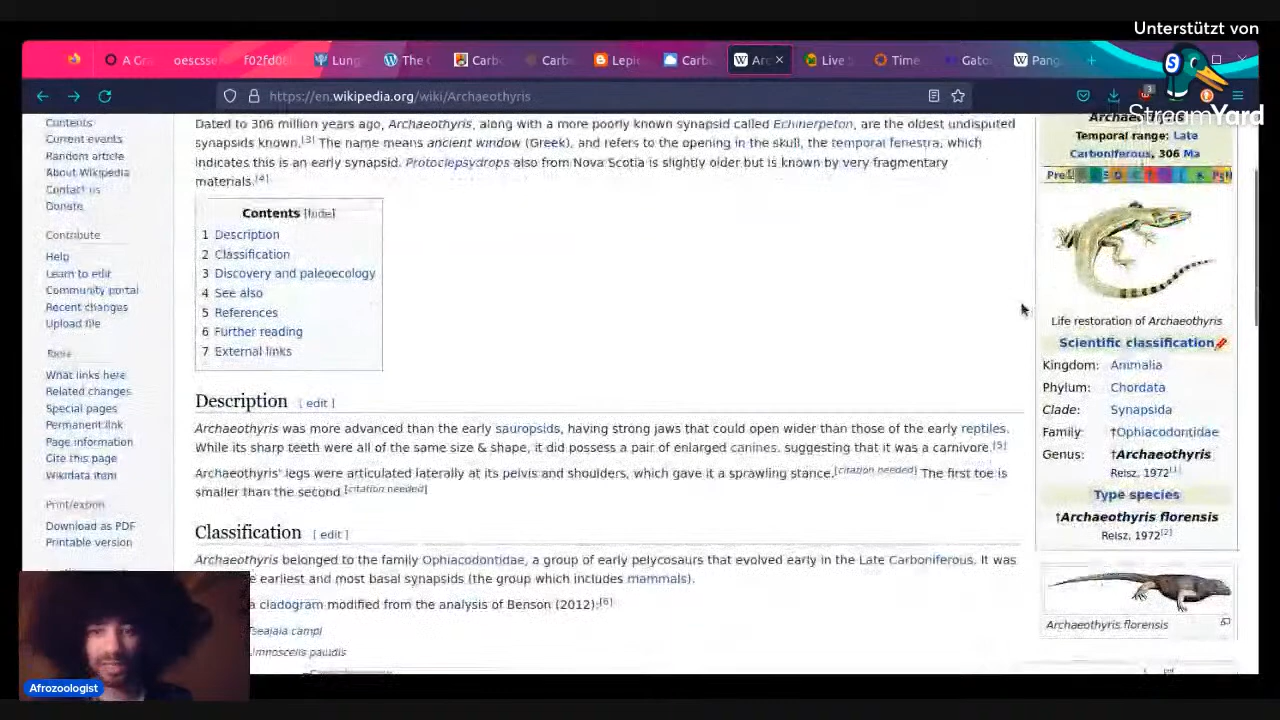 Unterstützt von
StreamYard
A Gra
oescsse
f02fd06
Lung
The C
Carbo
Carb
Lepic
Carb
Arc
Live S
Time
Gato
Pang
https://en.wikipedia.org/wiki/Archaeothyris
Contents
Current events
Random article
About Wikipedia
Contact us
Donate
Contribute
Help
Learn to edit
Community portal
Recent changes
Upload file
Tools
What links here
Related changes
Special pages
Permanent link
Page information
Cite this page
Wikidata item
Print/export
Download as PDF
Printable version
Dated to 306 million years ago, Archaeothyris, along with a more poorly known synapsid called Echinerpeton, are the oldest undisputed
synapsids known.[3] The name means ancient window (Greek), and refers to the opening in the skull, the temporal fenestra, which
indicates this is an early synapsid. Protoclepsydrops also from Nova Scotia is slightly older but is known by very fragmentary
materials.[4]
Contents [hide]
1 Description
2 Classification
3 Discovery and paleoecology
4 See also
5 References
6 Further reading
7 External links
Description [ edit ]
Archaeothyris was more advanced than the early sauropsids, having strong jaws that could open wider than those of the early reptiles.
While its sharp teeth were all of the same size & shape, it did possess a pair of enlarged canines, suggesting that it was a carnivore.[5]
Archaeothyris' legs were articulated laterally at its pelvis and shoulders, which gave it a sprawling stance.[citation needed] The first toe is
smaller than the second.[citation needed]
Classification [ edit ]
Archaeothyris belonged to the family Ophiacodontidae, a group of early pelycosaurs that evolved early in the Late Carboniferous. It was
earliest and most basal synapsids (the group which includes mammals).
a cladogram modified from the analysis of Benson (2012):[6]
Tseajaia campi
Limnoscelis paludis
Temporal range: Late
Carboniferous, 306 Ma
Life restoration of Archaeothyris
Scientific classification
Kingdom: Animalia
Phylum: Chordata
Clade: Synapsida
Family: †Ophiacodontidae
Genus: †Archaeothyris
Reisz, 1972[1]
Type species
†Archaeothyris florensis
Reisz, 1972[2]
Archaeothyris florensis
Afrozoologist